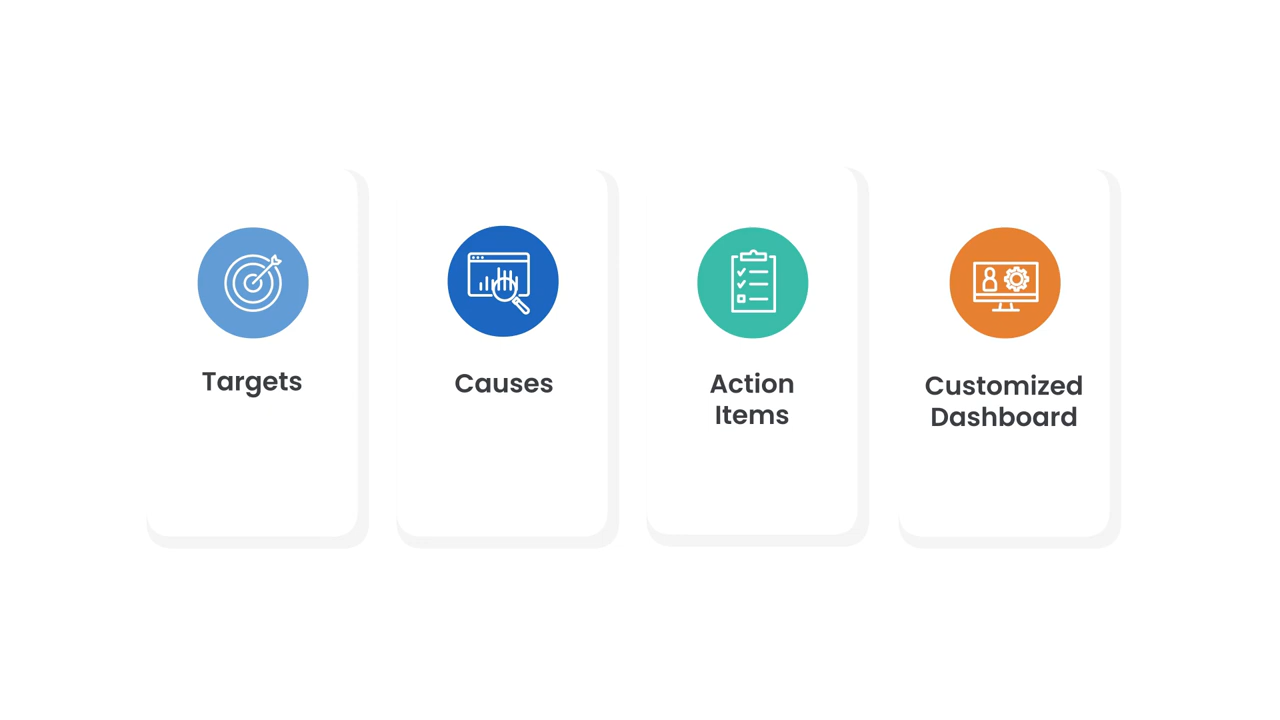 Targets
Causes
Action
Items
Customized
Dashboard